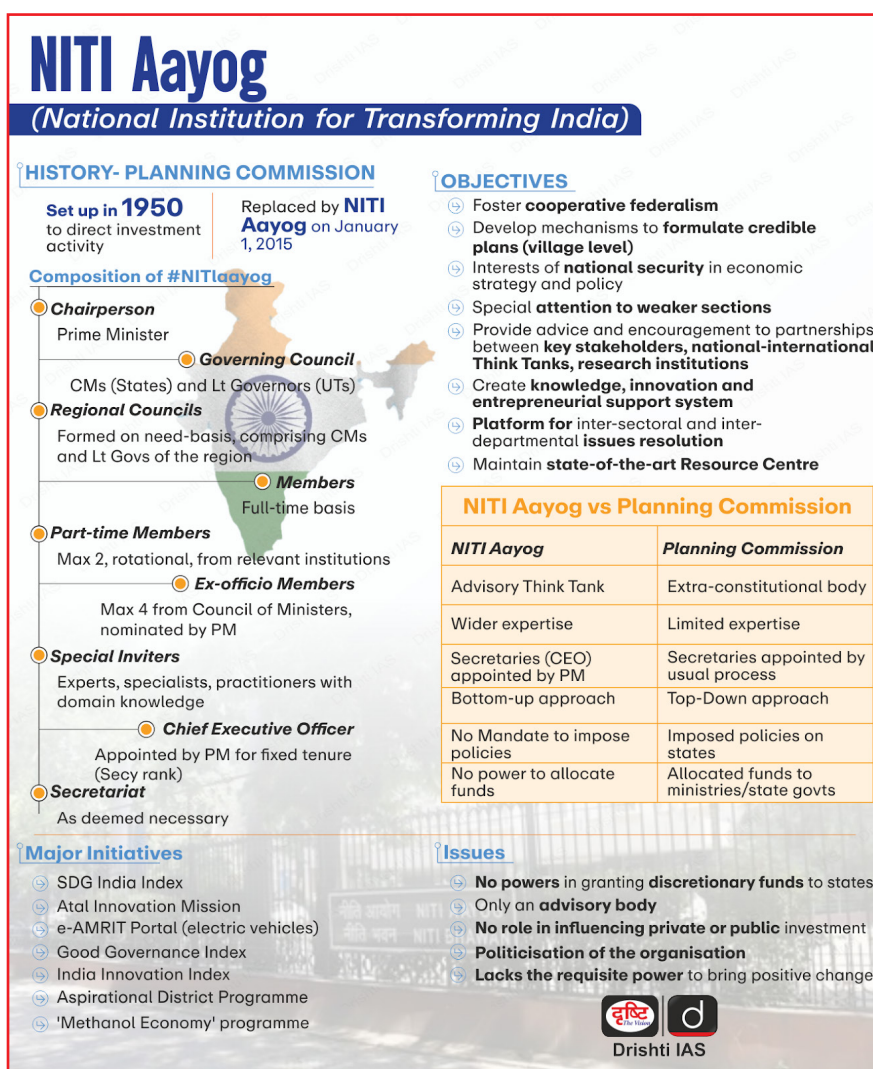 NITI Aayog
(National Institution for Transforming India)
HISTORY- PLANNING COMMISSION
Set up in 1950
to direct investment
activity
Replaced by NITI
Aayog on January
1, 2015
Composition of #NITIaayog
Chairperson
Prime Minister
Governing Council
CMs (States) and Lt Governors (UTs)
Regional Councils
Formed on need-basis, comprising CMs
and Lt Govs of the region
Members
Full-time basis
Part-time Members
Max 2, rotational, from relevant institutions
Ex-officio Members
Max 4 from Council of Ministers,
nominated by PM
Special Inviters
Experts, specialists, practitioners with
domain knowledge
Chief Executive Officer
Appointed by PM for fixed tenure
(Secy rank)
Secretariat
As deemed necessary
OBJECTIVES
Foster cooperative federalism
Develop mechanisms to formulate credible
plans (village level)
Interests of national security in economic
strategy and policy
Special attention to weaker sections
Provide advice and encouragement to partnerships
between key stakeholders, national-international
Think Tanks, research institutions
Create knowledge, innovation and
entrepreneurial support system
Platform for inter-sectoral and inter-
departmental issues resolution
Maintain state-of-the-art Resource Centre
NITI Aayog vs Planning Commission
NITI Aayog Planning Commission
Advisory Think Tank Extra-constitutional body
Wider expertise Limited expertise
Secretaries (CEO) Secretaries appointed by
appointed by PM usual process
Bottom-up approach Top-Down approach
No Mandate to impose Imposed policies on
policies states
No power to allocate Allocated funds to
funds ministries/state govts
Major Initiatives
SDG India Index
Atal Innovation Mission
e-AMRIT Portal (electric vehicles)
Good Governance Index
India Innovation Index
Aspirational District Programme
'Methanol Economy' programme
Issues
No powers in granting discretionary funds to states
Only an advisory body
No role in influencing private or public investment
Politicisation of the organisation
Lacks the requisite power to bring positive change
नीति आयोग NITI
नीति भवन NITI
दृष्टि
The Vision
d
Drishti IAS